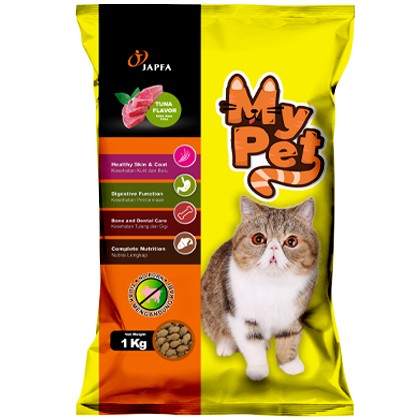 JAPFA
TUNA
FLAVOR
My
Pet
Healthy Skin & Coat
Kesehatan Kulit dan Bulu
Digestive Function
Kesehatan Pencernaan
Bone and Dental Care
Kesehatan Tulang dan Gigi
Complete Nutrition
Nutrisi Lengkap
Net Weight
1 Kg